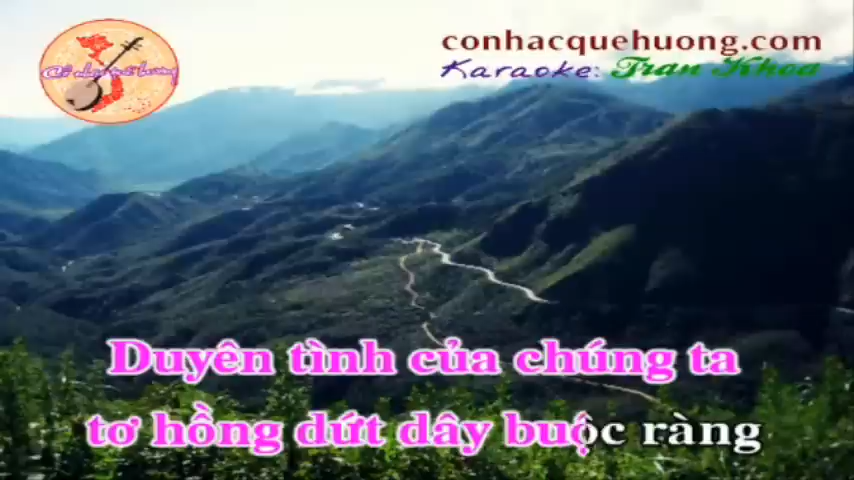 conhacquehuong.com
Karaoke: Tran Khoa
Duyên tình của chúng ta
tơ hồng dứt dây buộc ràng